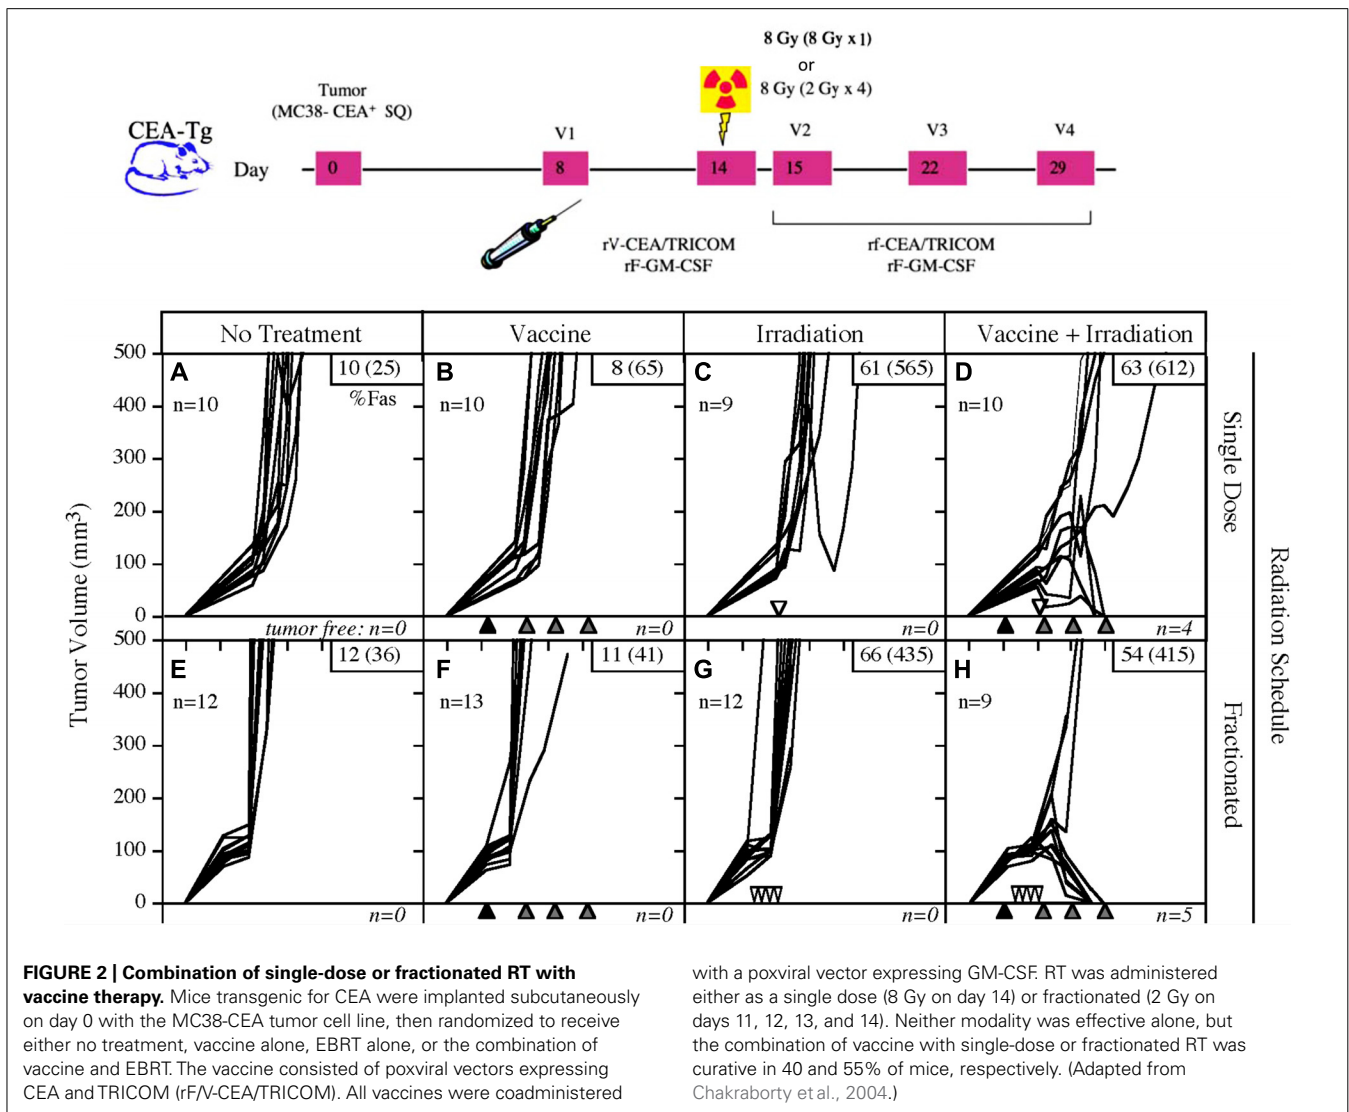 8 Gy (8 Gy x 1)
or
8 Gy (2 Gy x 4)
Tumor
(MC38- CEA⁺ SQ)
CEA-Tg
V1
V2
V3
V4
Day
0
8
14
15
22
29
rV-CEA/TRICOM
rF-GM-CSF
rf-CEA/TRICOM
rF-GM-CSF
No Treatment
Vaccine
Irradiation
Vaccine + Irradiation
Tumor Volume (mm³)
500
400
300
200
100
0
A
10 (25)
%Fas
n=10
tumor free: n=0
B
8 (65)
n=10
n=0
C
61 (565)
n=9
n=0
D
63 (612)
n=10
n=4
Single Dose
500
400
300
200
100
0
E
12 (36)
n=12
n=0
F
11 (41)
n=13
n=0
G
66 (435)
n=12
n=0
H
54 (415)
n=9
n=5
Fractionated
Radiation Schedule
FIGURE 2 | Combination of single-dose or fractionated RT with
vaccine therapy. Mice transgenic for CEA were implanted subcutaneously
on day 0 with the MC38-CEA tumor cell line, then randomized to receive
either no treatment, vaccine alone, EBRT alone, or the combination of
vaccine and EBRT. The vaccine consisted of poxviral vectors expressing
CEA and TRICOM (rF/V-CEA/TRICOM). All vaccines were coadministered
with a poxviral vector expressing GM-CSF. RT was administered
either as a single dose (8 Gy on day 14) or fractionated (2 Gy on
days 11, 12, 13, and 14). Neither modality was effective alone, but
the combination of vaccine with single-dose or fractionated RT was
curative in 40 and 55% of mice, respectively. (Adapted from
Chakraborty et al., 2004.)